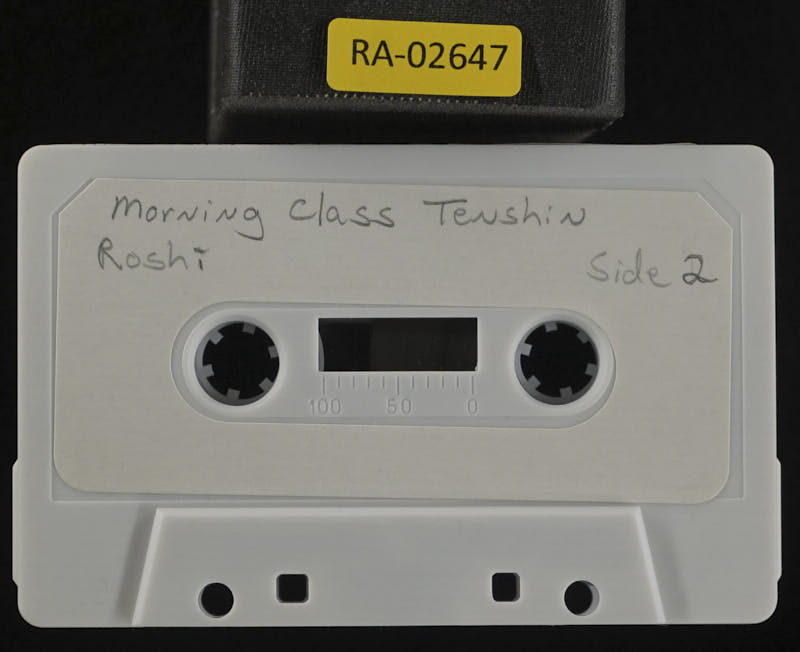 RA-02647
Morning Class Tenshin
Roshi
Side 2
100 50 0